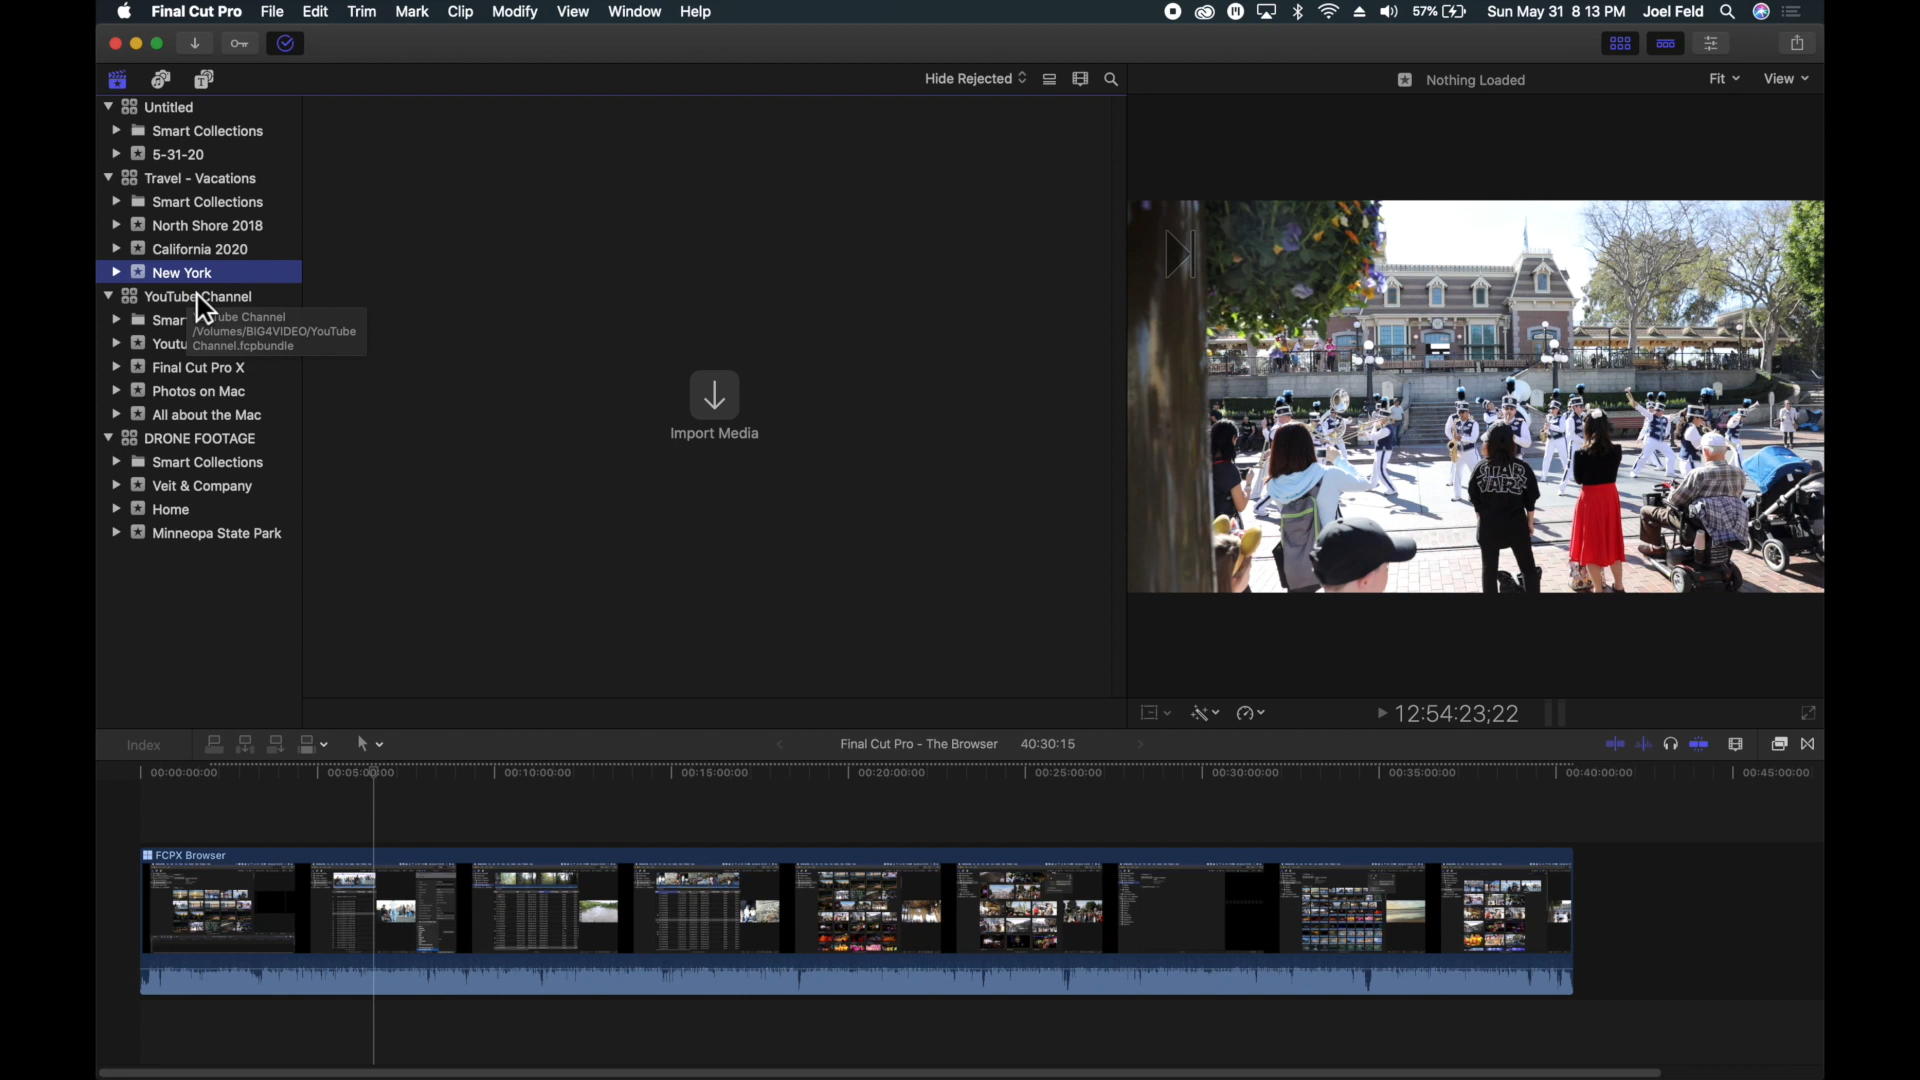 Final Cut Pro File Edit Trim Mark Clip Modify View Window Help 57% Sun May 31 8 13 PM Joel Feld
Hide Rejected
Nothing Loaded Fit View
Untitled
Smart Collections
5-31-20
Travel - Vacations
Smart Collections
North Shore 2018
California 2020
New York
YouTube Channel
Smar
Youtu
Final Cut Pro X
Photos on Mac
All about the Mac
DRONE FOOTAGE
Smart Collections
Veit & Company
Home
Minneopa State Park
Tube Channel
/Volumes/BIG4VIDEO/YouTube
Channel.fcpbundle
Import Media
STAR
WARS
12:54:23;22
Index
Final Cut Pro - The Browser 40:30:15
00:00:00:00 00:05:00:00 00:10:00:00 00:15:00:00 00:20:00:00 00:25:00:00 00:30:00:00 00:35:00:00 00:40:00:00 00:45:00:00
FCPX Browser